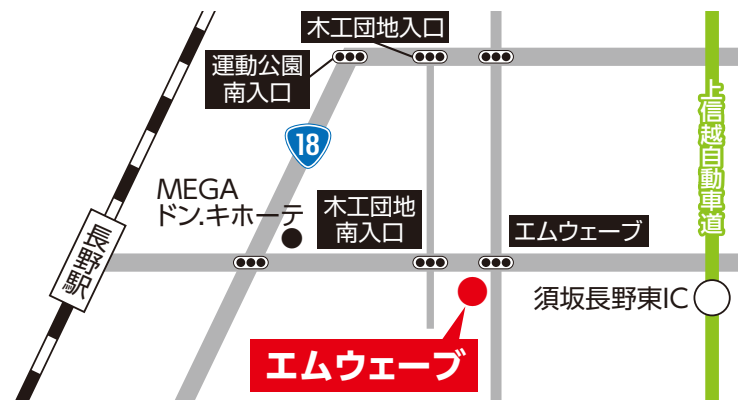 木工団地入口
運動公園
南入口
18
上信越自動車道
MEGA
ドン.キホーテ
木工団地
南入口
エムウェーブ
長野駅
須坂長野東IC
エムウェーブ